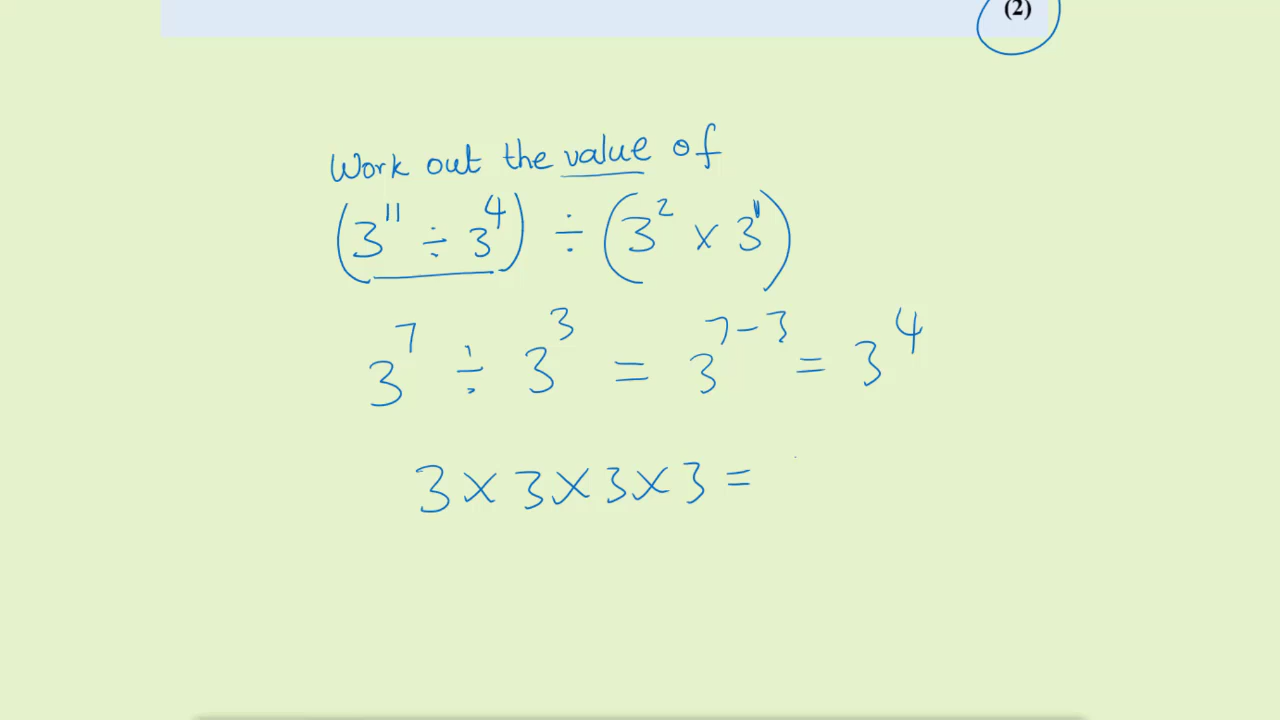 (2)
Work out the value of
(3¹¹ ÷ 3⁴) ÷ (3² × 3¹)
3⁷ ÷ 3³ = 3⁷⁻³ = 3⁴
3 × 3 × 3 × 3 =